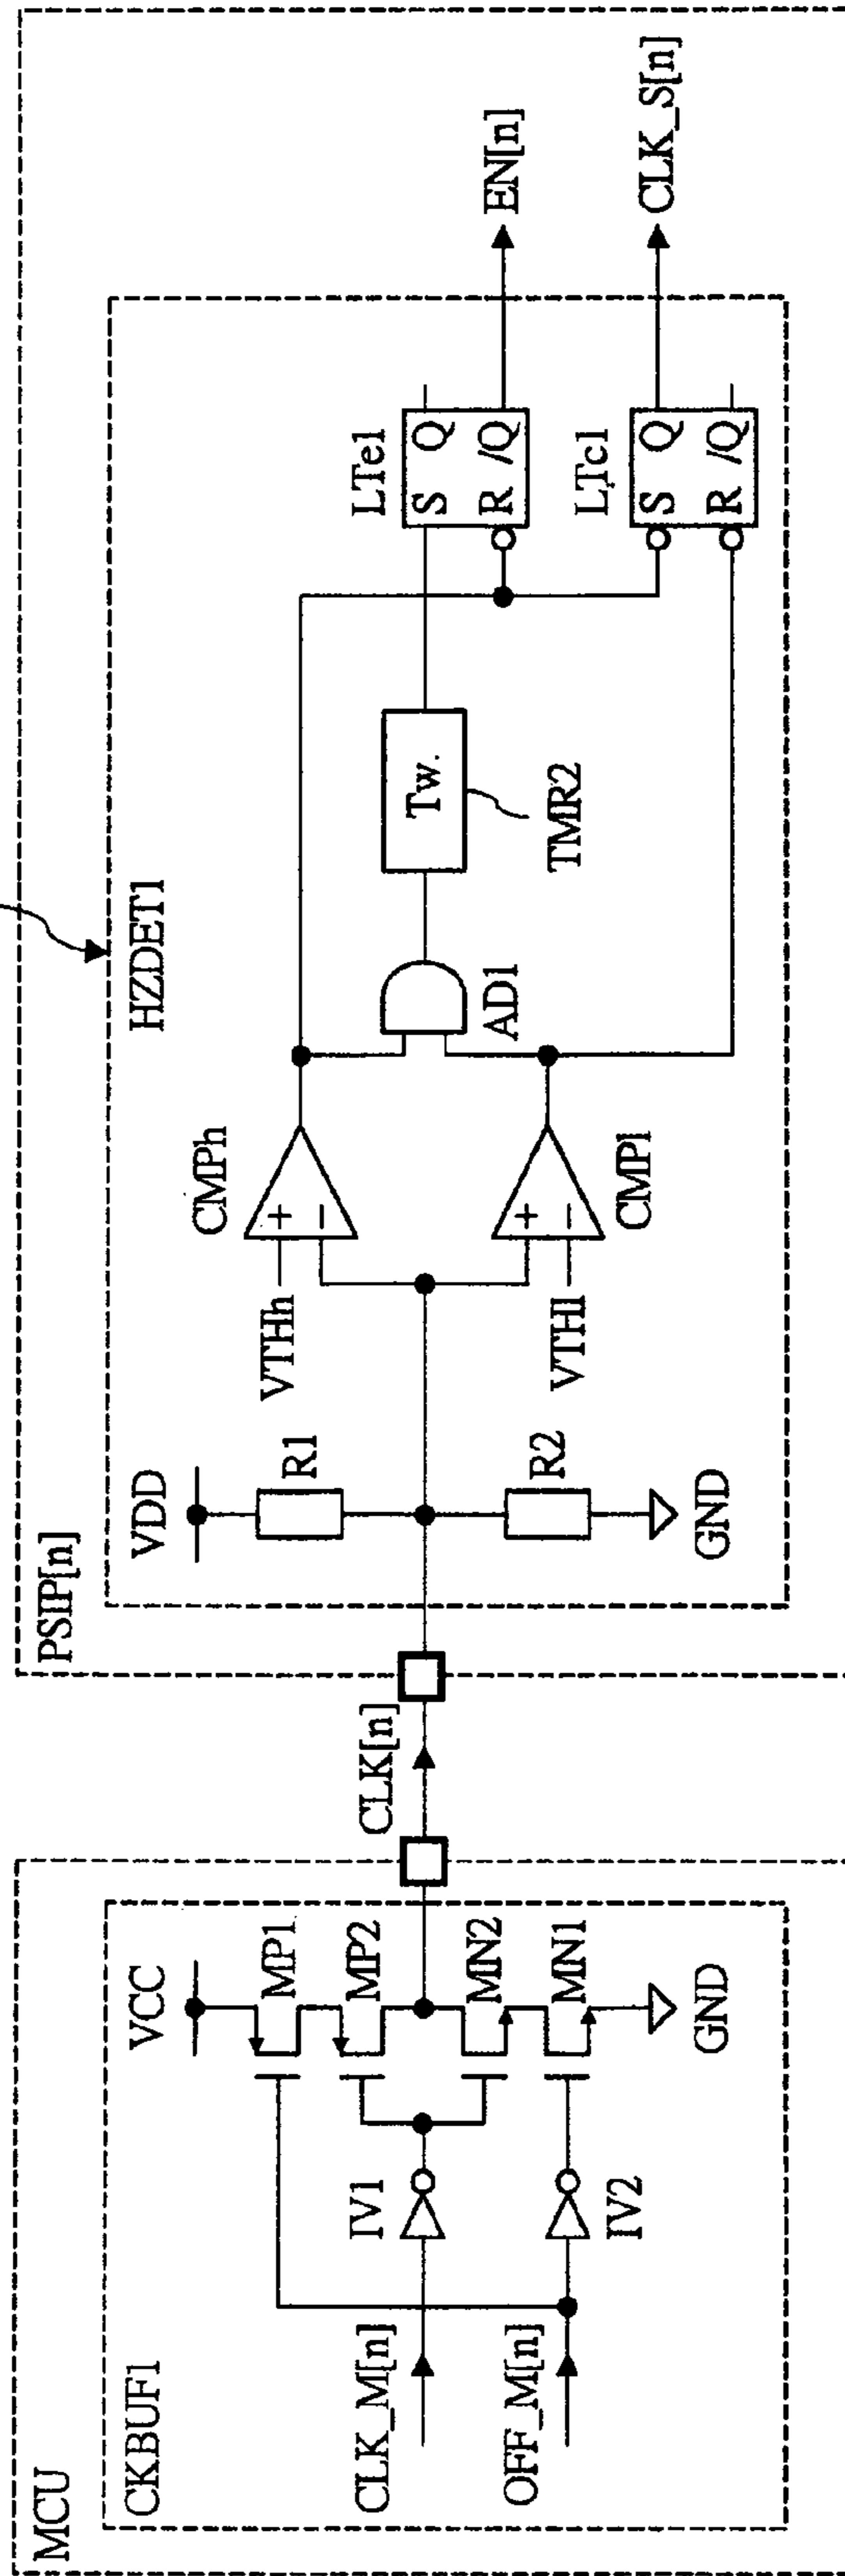 MCU
CKBUF1
CLK_M[n]
OFF_M[n]
IV1
IV2
VCC
MP1
MP2
MN2
MN1
GND
CLK[n]
PSIP[n]
HZDET1
VDD
R1
R2
GND
VTHh
VTHl
CMPh
+
−
CMPl
+
−
AD1
Tw.
TMR2
LTe1
S Q
R /Q
LTc1
S Q
R /Q
EN[n]
CLK_S[n]